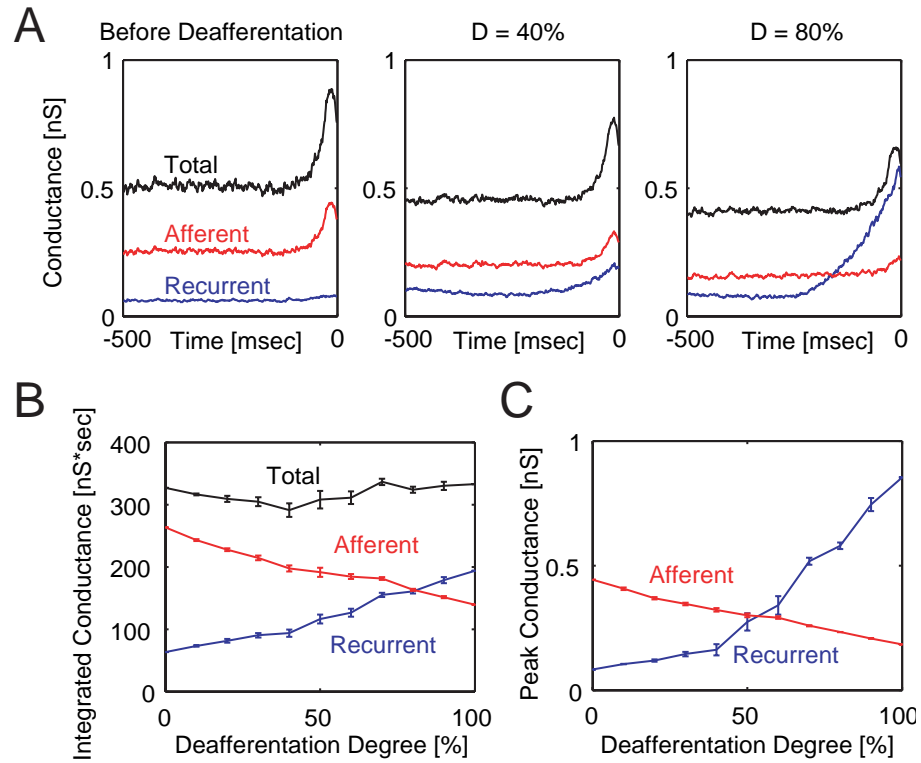 A
Before Deafferentation
D = 40%
D = 80%
Conductance [nS]
1
0.5
0
Total
Afferent
Recurrent
-500
Time [msec]
0
1
0.5
0
-500
Time [msec]
0
1
0.5
0
-500
Time [msec]
0
B
Integrated Conductance [nS*sec]
400
300
200
100
0
Total
Afferent
Recurrent
0
50
100
Deafferentation Degree [%]
C
Peak Conductance [nS]
1
0.5
0
Afferent
Recurrent
0
50
100
Deafferentation Degree [%]